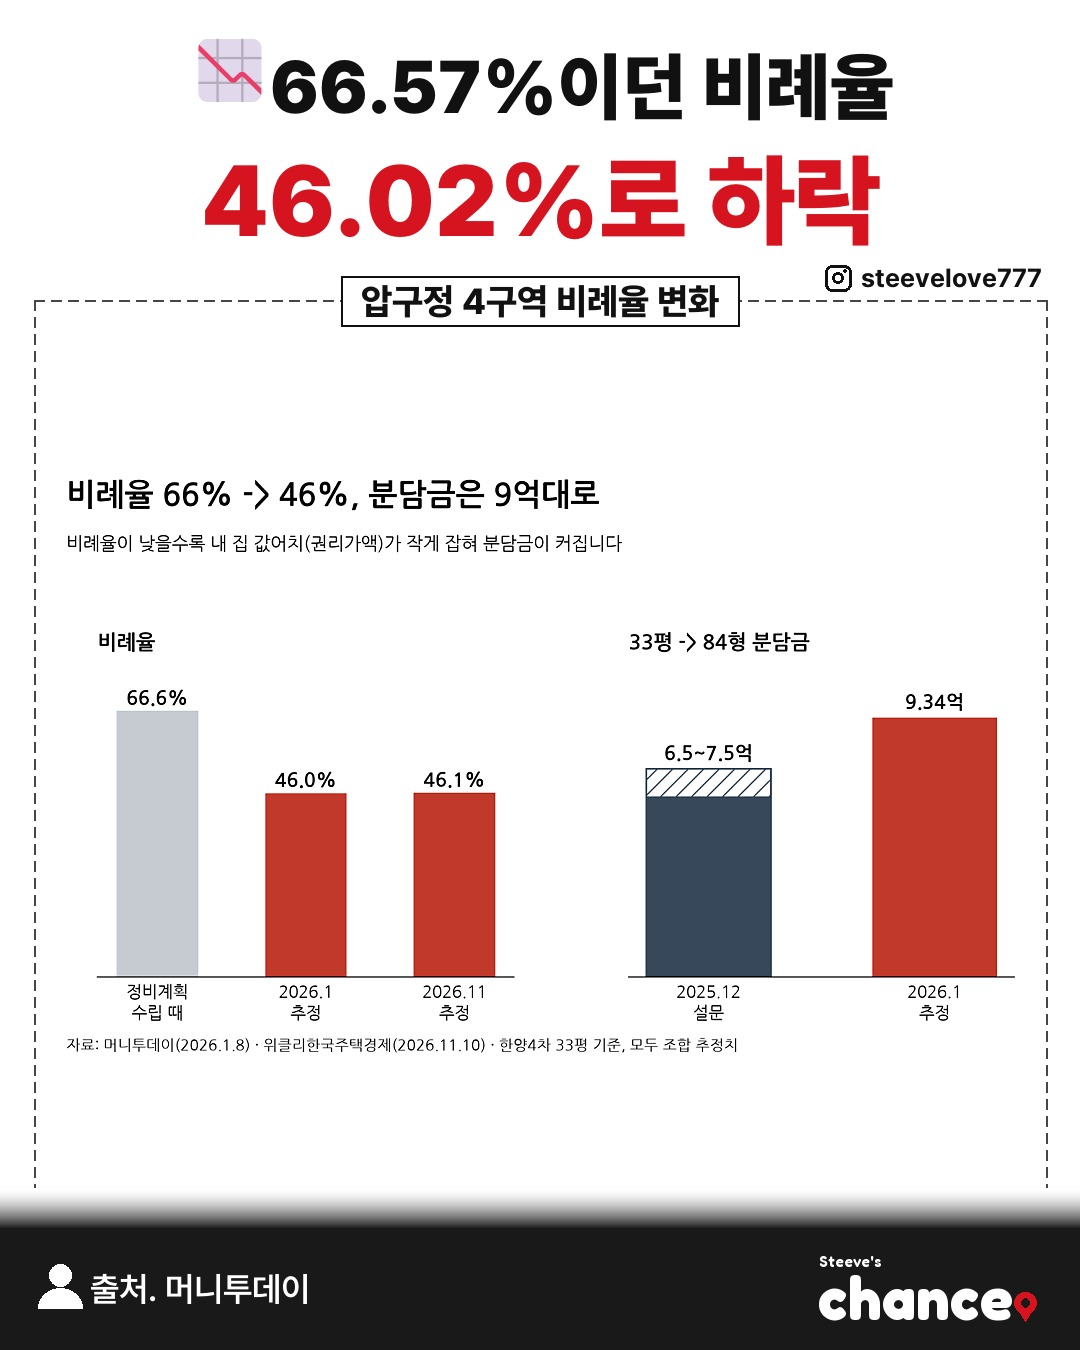 66.57%이던 비례율
46.02%로 하락
steevelove777
압구정 4구역 비례율 변화
비례율 66% -> 46%, 분담금은 9억대로
비례율이 낮을수록 내 집 값어치(권리가액)가 작게 잡혀 분담금이 커집니다
비례율
66.6%
46.0%
46.1%
정비계획
수립 때
2026.1
추정
2026.11
추정
33평 -> 84형 분담금
6.5~7.5억
9.34억
2025.12
설문
2026.1
추정
자료: 머니투데이(2026.1.8) · 위클리한국주택경제(2026.11.10) · 한양4차 33평 기준, 모두 조합 추정치
출처. 머니투데이
Steeve's
chance